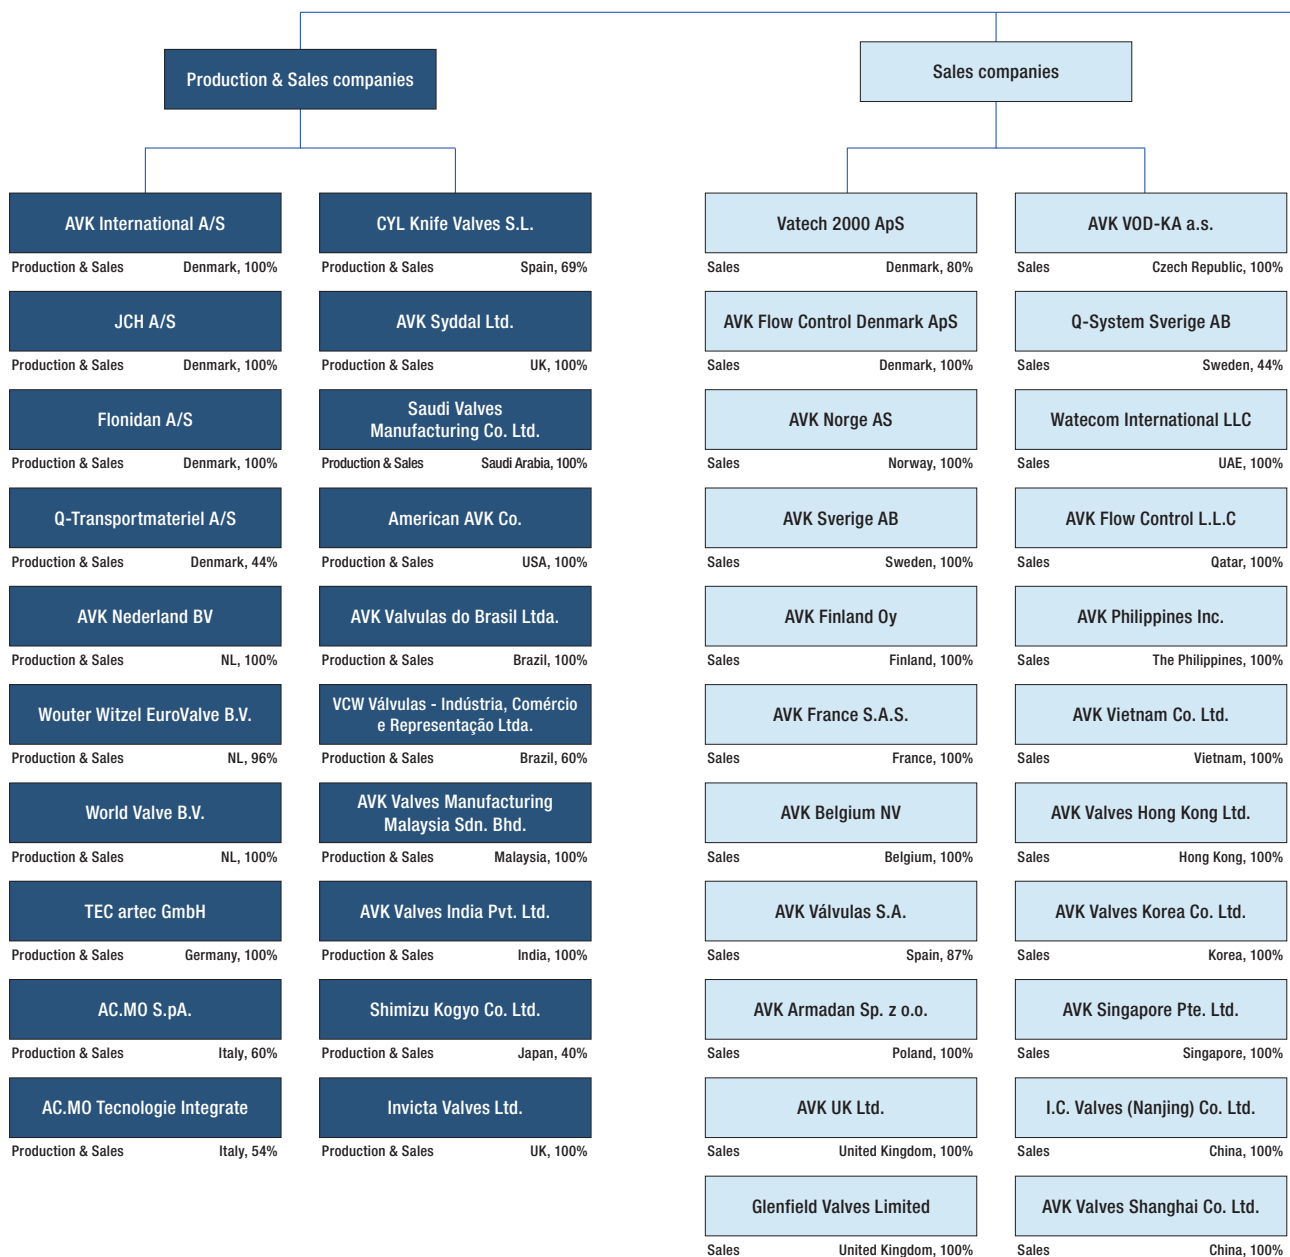 Production & Sales companies
AVK International A/S
Production & Sales Denmark, 100%
JCH A/S
Production & Sales Denmark, 100%
Flonidan A/S
Production & Sales Denmark, 100%
Q-Transportmateriel A/S
Production & Sales Denmark, 44%
AVK Nederland BV
Production & Sales NL, 100%
Wouter Witzel EuroValve B.V.
Production & Sales NL, 96%
World Valve B.V.
Production & Sales NL, 100%
TEC artec GmbH
Production & Sales Germany, 100%
AC.MO S.pA.
Production & Sales Italy, 60%
AC.MO Tecnologie Integrate
Production & Sales Italy, 54%
CYL Knife Valves S.L.
Production & Sales Spain, 69%
AVK Syddal Ltd.
Production & Sales UK, 100%
Saudi Valves
Manufacturing Co. Ltd.
Production & Sales Saudi Arabia, 100%
American AVK Co.
Production & Sales USA, 100%
AVK Valvulas do Brasil Ltda.
Production & Sales Brazil, 100%
VCW Válvulas - Indústria, Comércio
e Representação Ltda.
Production & Sales Brazil, 60%
AVK Valves Manufacturing
Malaysia Sdn. Bhd.
Production & Sales Malaysia, 100%
AVK Valves India Pvt. Ltd.
Production & Sales India, 100%
Shimizu Kogyo Co. Ltd.
Production & Sales Japan, 40%
Invicta Valves Ltd.
Production & Sales UK, 100%
Sales companies
Vatech 2000 ApS
Sales Denmark, 80%
AVK Flow Control Denmark ApS
Sales Denmark, 100%
AVK Norge AS
Sales Norway, 100%
AVK Sverige AB
Sales Sweden, 100%
AVK Finland Oy
Sales Finland, 100%
AVK France S.A.S.
Sales France, 100%
AVK Belgium NV
Sales Belgium, 100%
AVK Válvulas S.A.
Sales Spain, 87%
AVK Armadan Sp. z o.o.
Sales Poland, 100%
AVK UK Ltd.
Sales United Kingdom, 100%
Glenfield Valves Limited
Sales United Kingdom, 100%
AVK VOD-KA a.s.
Sales Czech Republic, 100%
Q-System Sverige AB
Sales Sweden, 44%
Watecom International LLC
Sales UAE, 100%
AVK Flow Control L.L.C
Sales Qatar, 100%
AVK Philippines Inc.
Sales The Philippines, 100%
AVK Vietnam Co. Ltd.
Sales Vietnam, 100%
AVK Valves Hong Kong Ltd.
Sales Hong Kong, 100%
AVK Valves Korea Co. Ltd.
Sales Korea, 100%
AVK Singapore Pte. Ltd.
Sales Singapore, 100%
I.C. Valves (Nanjing) Co. Ltd.
Sales China, 100%
AVK Valves Shanghai Co. Ltd.
Sales China, 100%